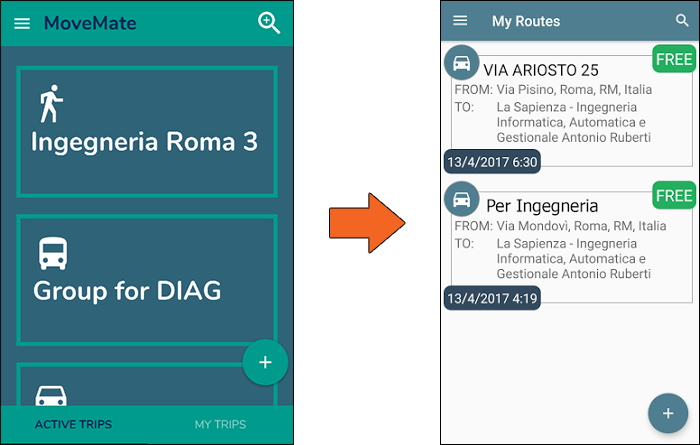 MoveMate
Ingegneria Roma 3
Group for DIAG
+
ACTIVE TRIPS
MY TRIPS
My Routes
VIA ARIOSTO 25
FREE
FROM: Via Pisino, Roma, RM, Italia
TO: La Sapienza - Ingegneria
Informatica, Automatica e
Gestionale Antonio Ruberti
13/4/2017 6:30
Per Ingegneria
FREE
FROM: Via Mondovì, Roma, RM, Italia
TO: La Sapienza - Ingegneria
Informatica, Automatica e
Gestionale Antonio Ruberti
13/4/2017 4:19
+